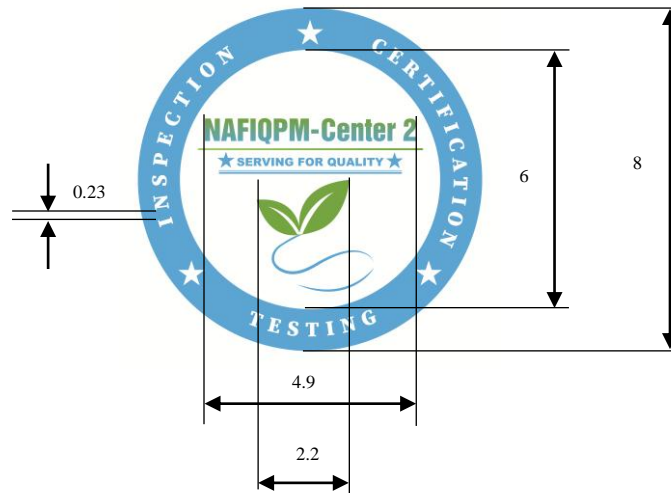 INSPECTION
CERTIFICATION
NAFIQPM-Center 2
SERVING FOR QUALITY
0.23
6
8
TESTING
4.9
2.2